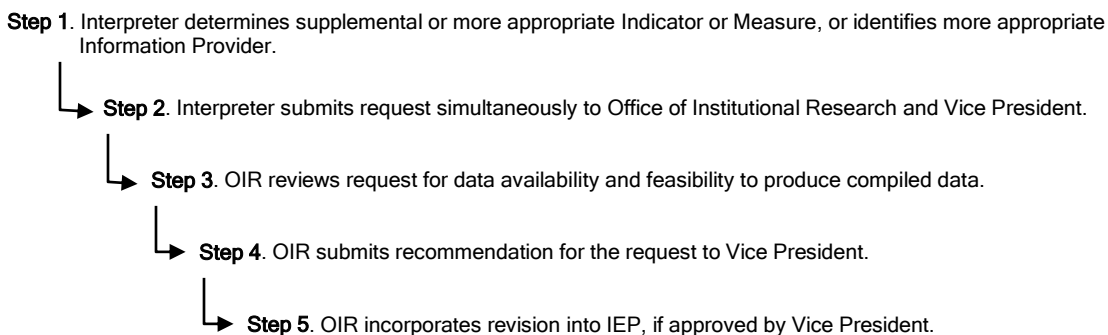 Step 1. Interpreter determines supplemental or more appropriate Indicator or Measure, or identifies more appropriate
Information Provider.
Step 2. Interpreter submits request simultaneously to Office of Institutional Research and Vice President.
Step 3. OIR reviews request for data availability and feasibility to produce compiled data.
Step 4. OIR submits recommendation for the request to Vice President.
Step 5. OIR incorporates revision into IEP, if approved by Vice President.